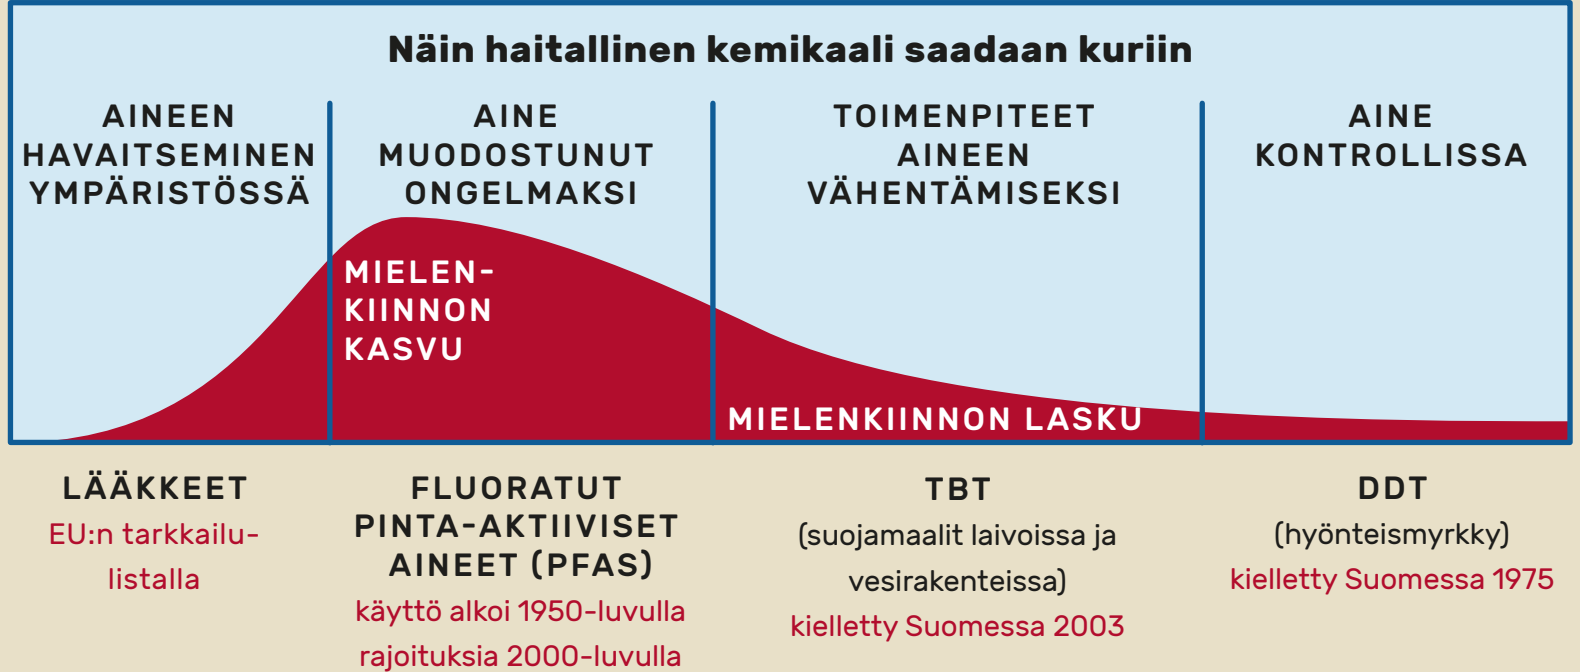 Näin haitallinen kemikaali saadaan kuriin
AINEEN
HAVAITSEMINEN
YMPÄRISTÖSSÄ
AINE
MUODOSTUNUT
ONGELMAKSI
TOIMENPITEET
AINEEN
VÄHENTÄMISEKSI
AINE
KONTROLLISSA
MIELEN-
KIINNON
KASVU
MIELENKIINNON LASKU
LÄÄKKEET
EU:n tarkkailu-
listalla
FLUORATUT
PINTA-AKTIIVISET
AINEET (PFAS)
käyttö alkoi 1950-luvulla
rajoituksia 2000-luvulla
TBT
(suojamaalit laivoissa ja
vesirakenteissa)
kielletty Suomessa 2003
DDT
(hyönteismyrkky)
kielletty Suomessa 1975